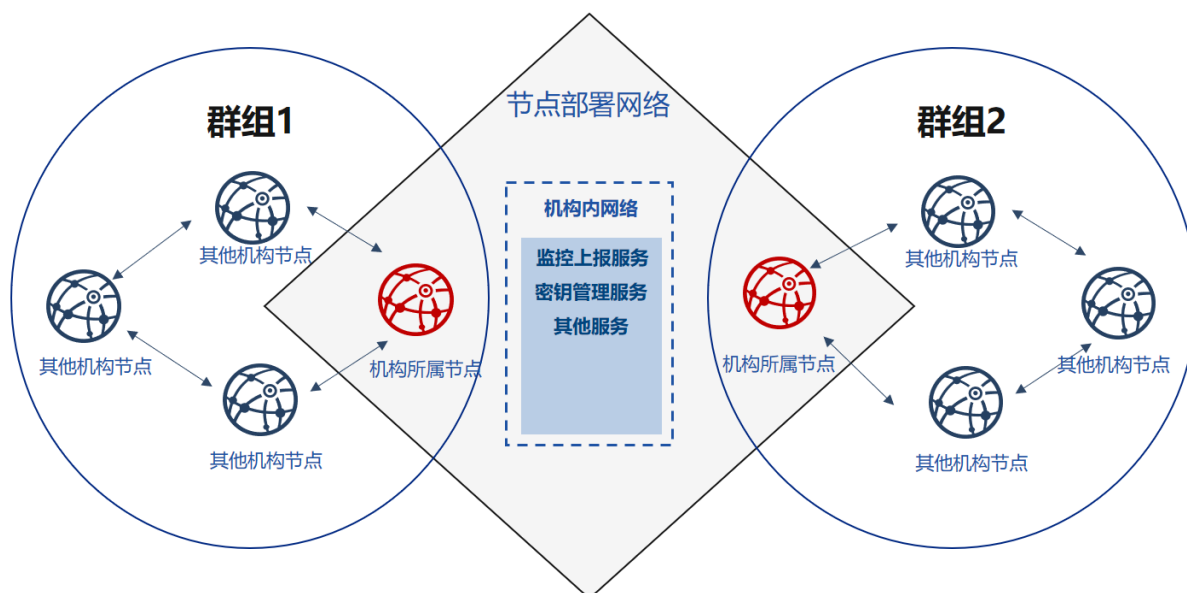 节点部署网络
群组1
群组2
机构内网络
监控上报服务
密钥管理服务
其他服务
其他机构节点
其他机构节点
机构所属节点
其他机构节点
机构所属节点
其他机构节点
其他机构节点
其他机构节点